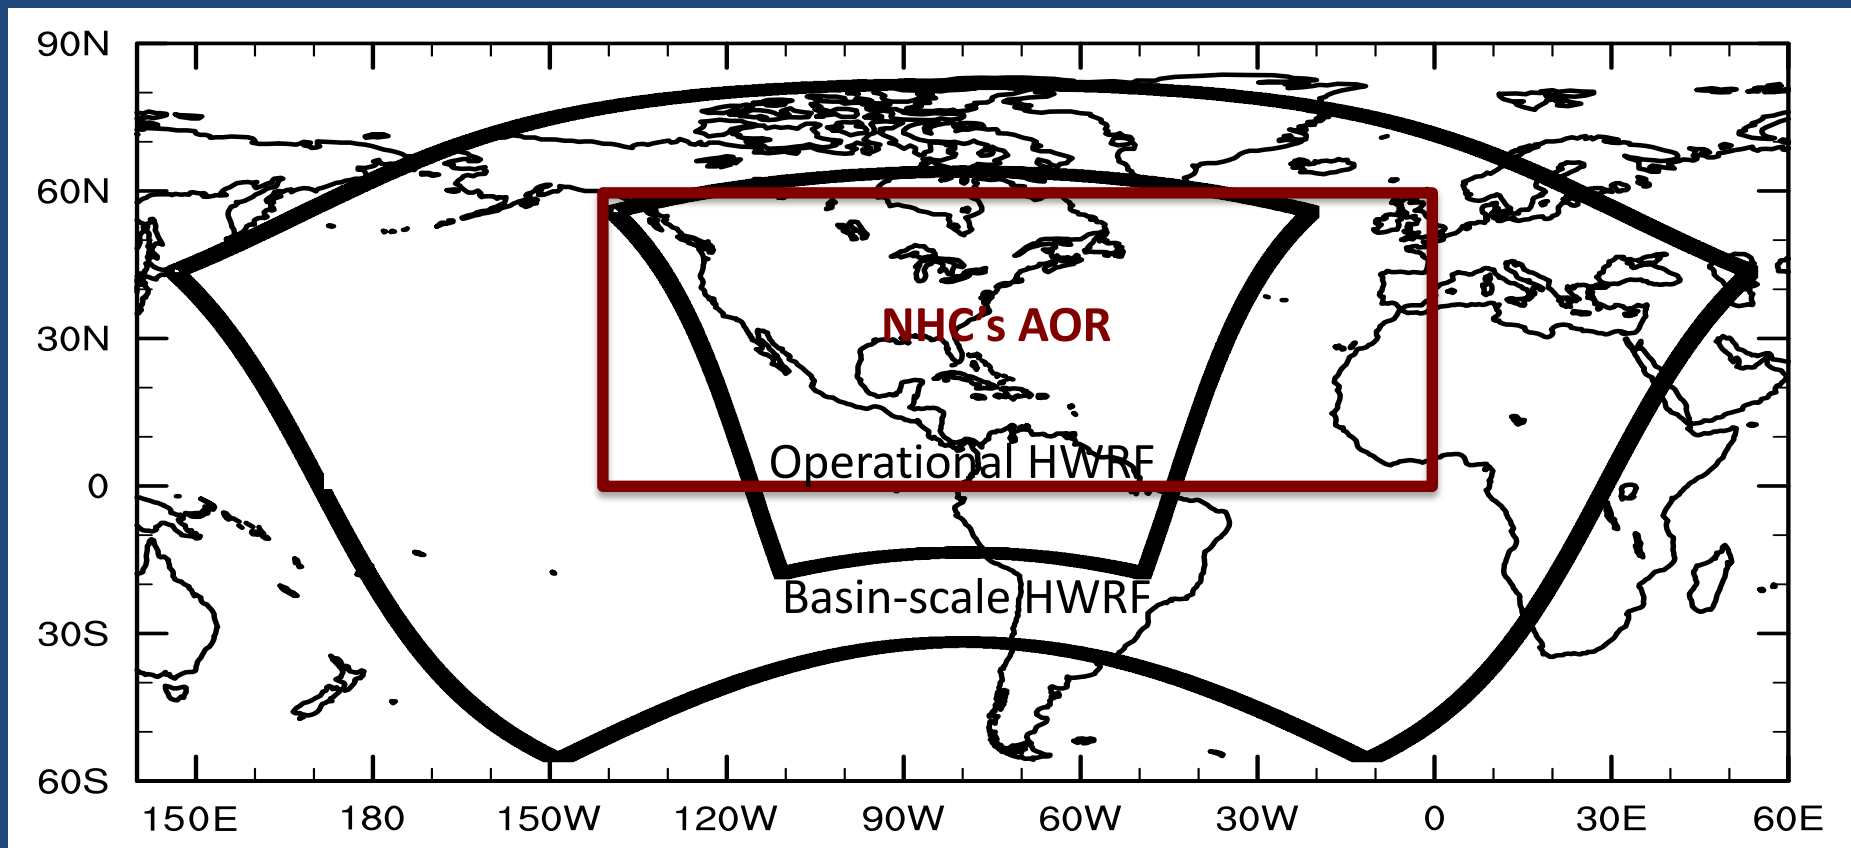 90N
60N
30N
0
30S
60S
NHC's AOR
Operational HWRF
Basin-scale HWRF
150E 180 150W 120W 90W 60W 30W 0 30E 60E